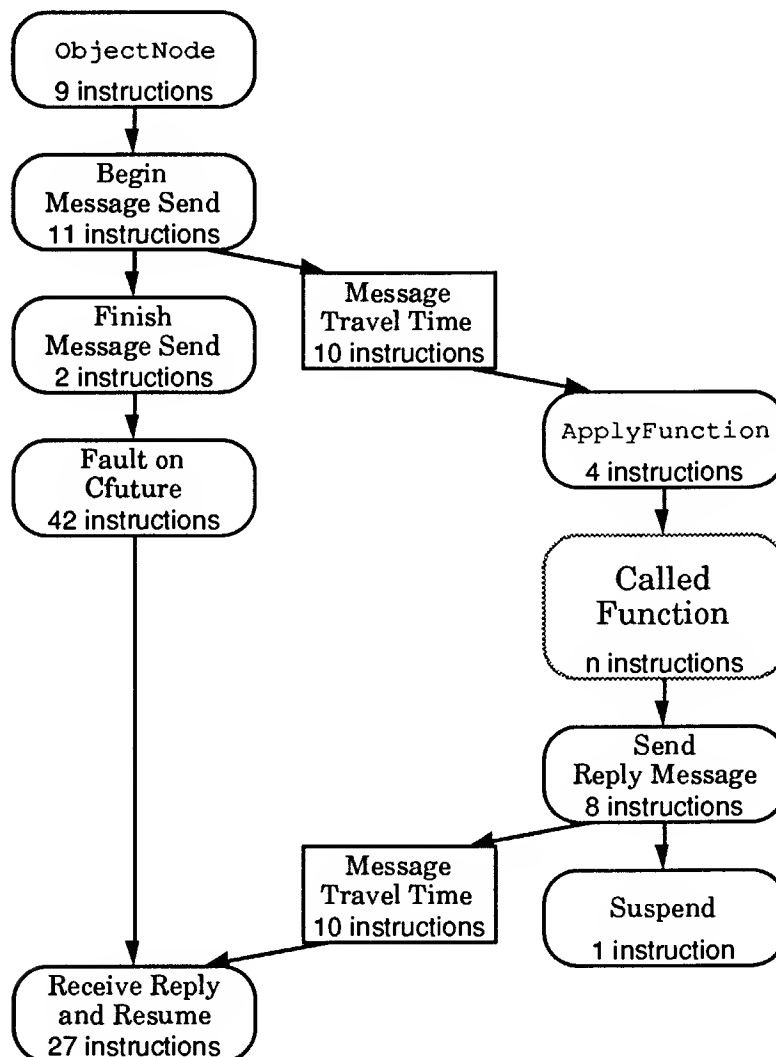 ObjectNode
9 instructions
Begin
Message Send
11 instructions
Message
Travel Time
10 instructions
Finish
Message Send
2 instructions
ApplyFunction
4 instructions
Fault on
Cfuture
42 instructions
Called
Function
n instructions
Send
Reply Message
8 instructions
Message
Travel Time
10 instructions
Suspend
1 instruction
Receive Reply
and Resume
27 instructions